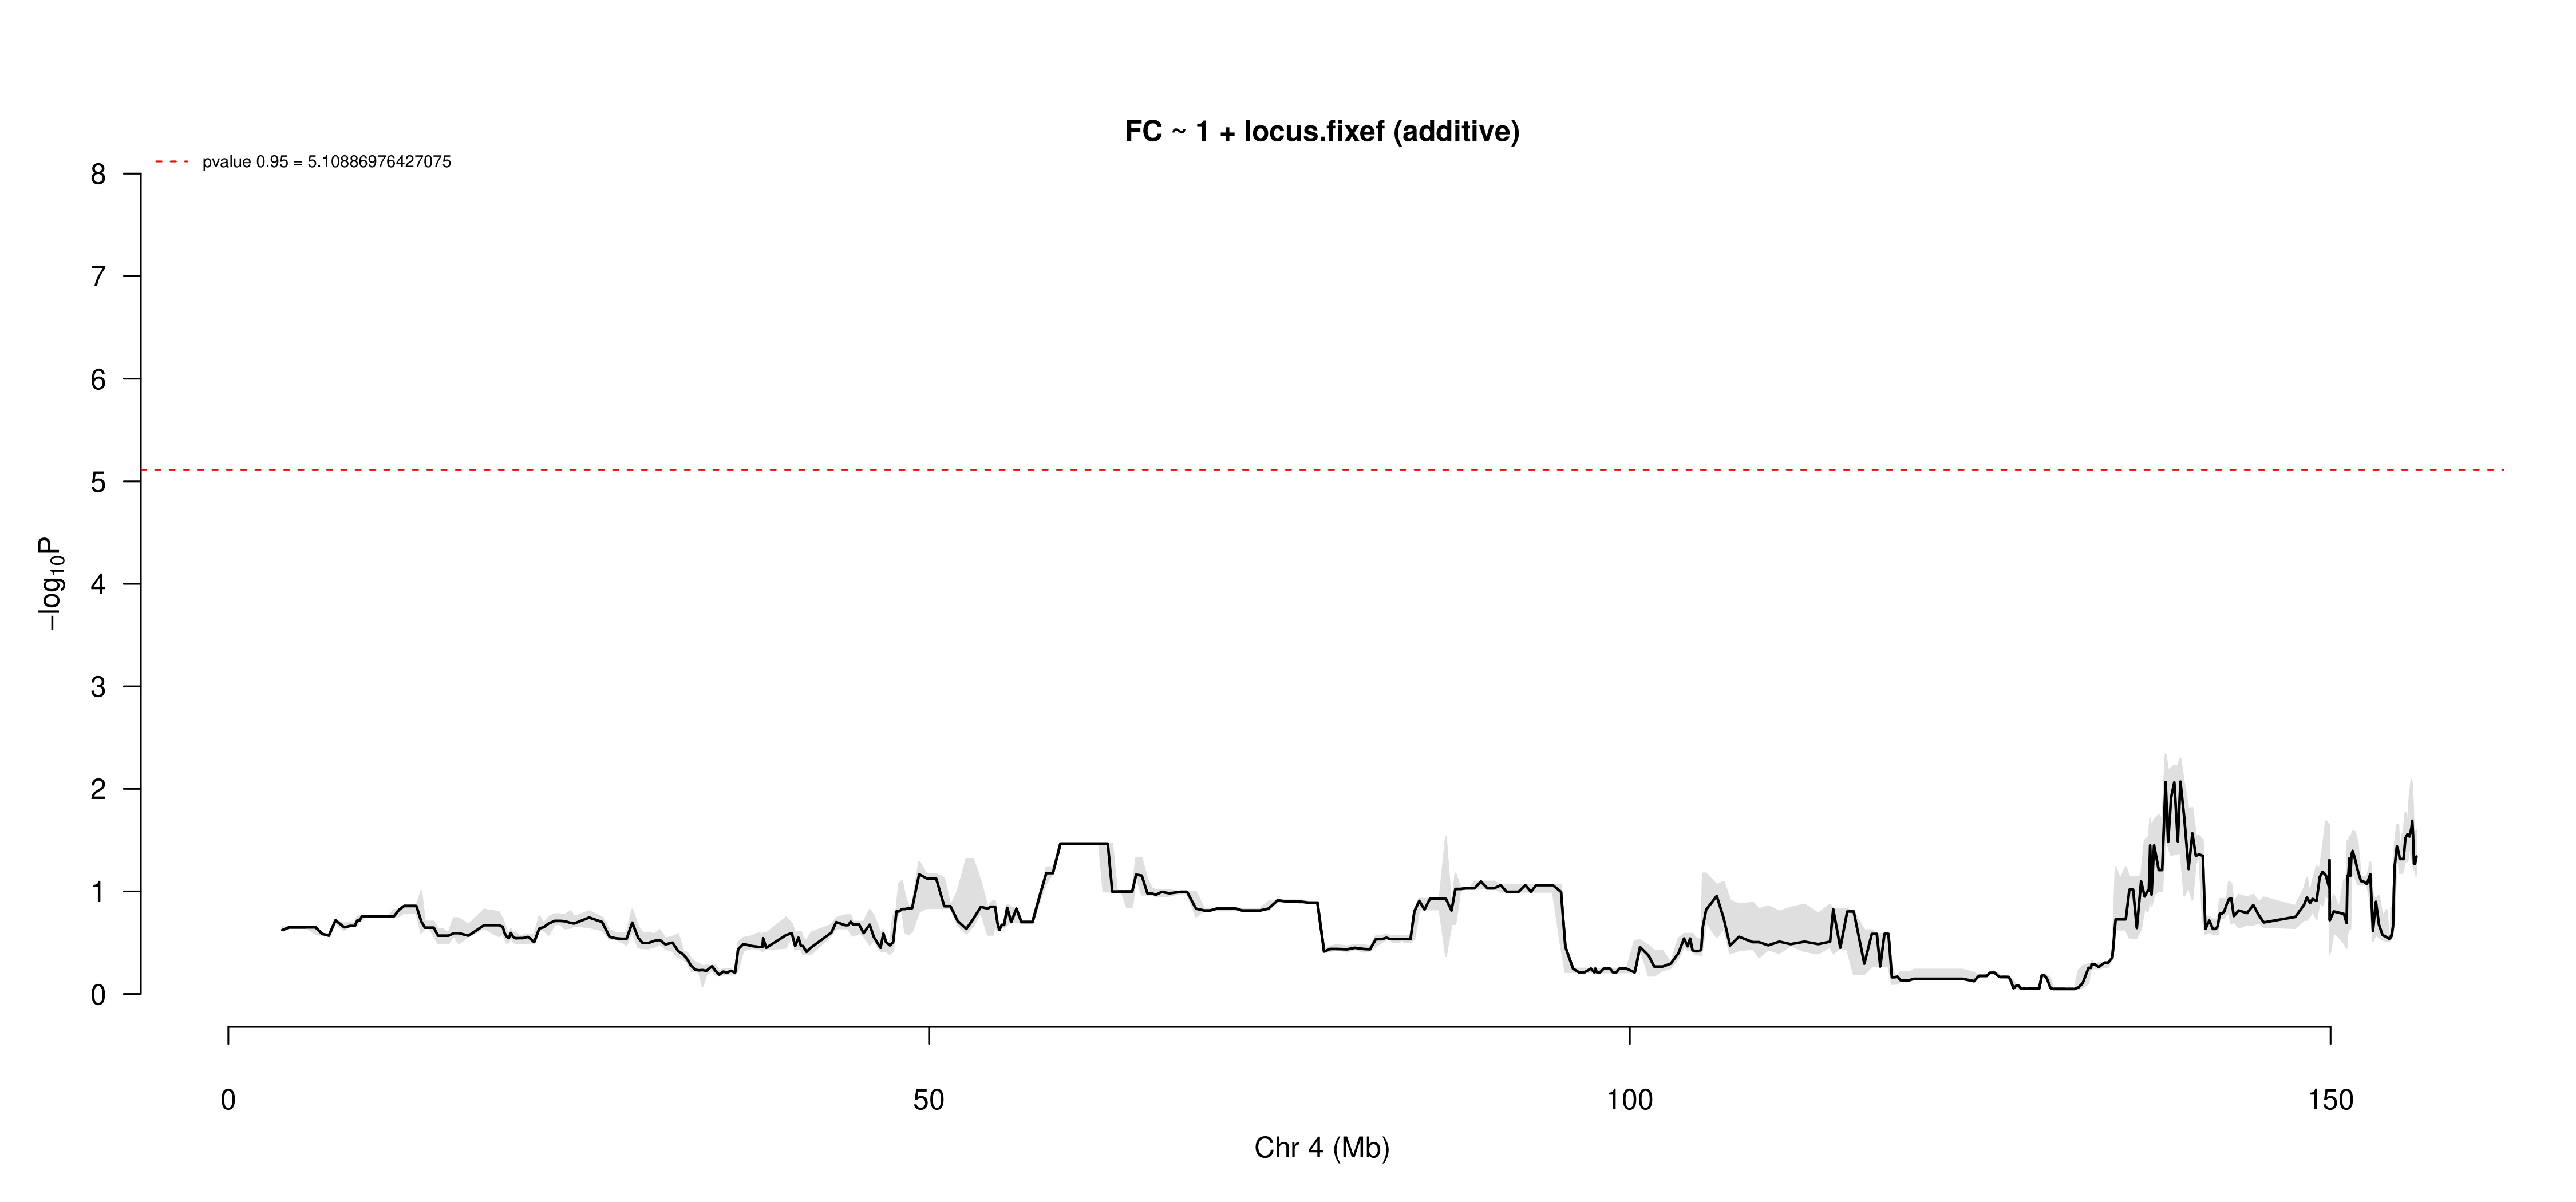 FC ~ 1 + locus.fixef (additive)
pvalue 0.95 = 5.10886976427075
8
7
6
5
4
3
2
1
0
−log10P
0 50 100 150
Chr 4 (Mb)